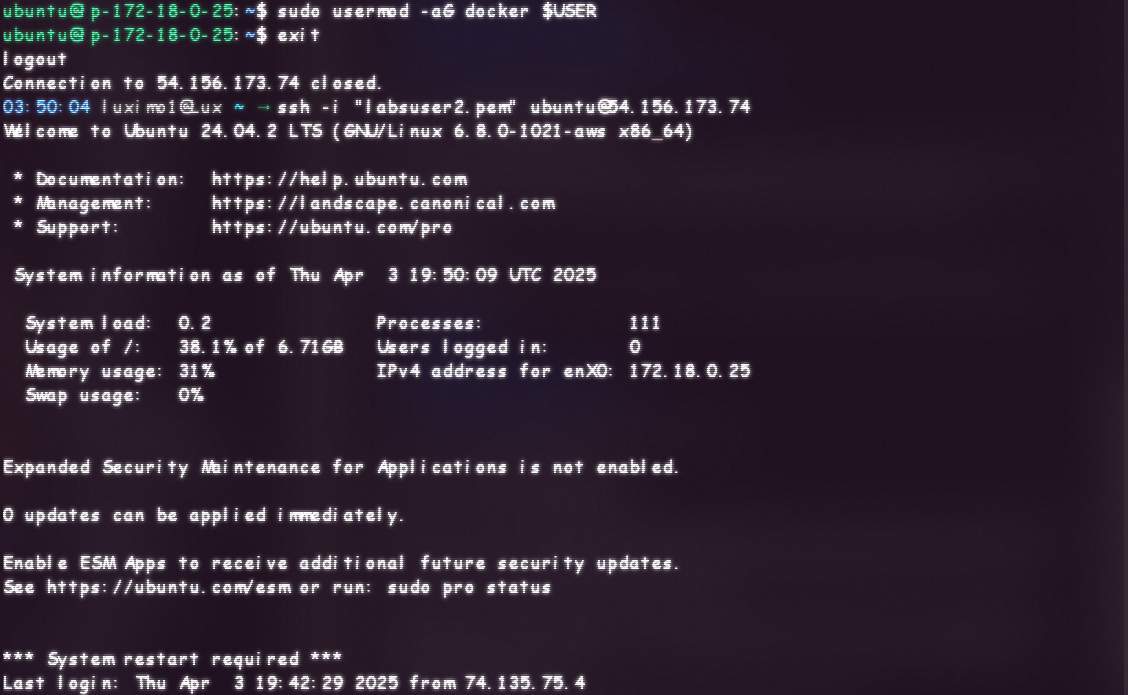 ubuntu@ip-172-18-0-25:~$ sudo usermod -aG docker $USER
ubuntu@ip-172-18-0-25:~$ exit
logout
Connection to 54.156.173.74 closed.
03:50:04 luximo1@Lux ~ → ssh -i "labsuser2.pem" ubuntu@54.156.173.74
Welcome to Ubuntu 24.04.2 LTS (GNU/Linux 6.8.0-1021-aws x86_64)
* Documentation: https://help.ubuntu.com
* Management: https://landscape.canonical.com
* Support: https://ubuntu.com/pro
System information as of Thu Apr 3 19:50:09 UTC 2025
System load: 0.2 Processes: 111
Usage of /: 38.1% of 6.71GB Users logged in: 0
Memory usage: 31% IPv4 address for enX0: 172.18.0.25
Swap usage: 0%
Expanded Security Maintenance for Applications is not enabled.
0 updates can be applied immediately.
Enable ESM Apps to receive additional future security updates.
See https://ubuntu.com/esm or run: sudo pro status
*** System restart required ***
Last login: Thu Apr 3 19:42:29 2025 from 74.135.75.4